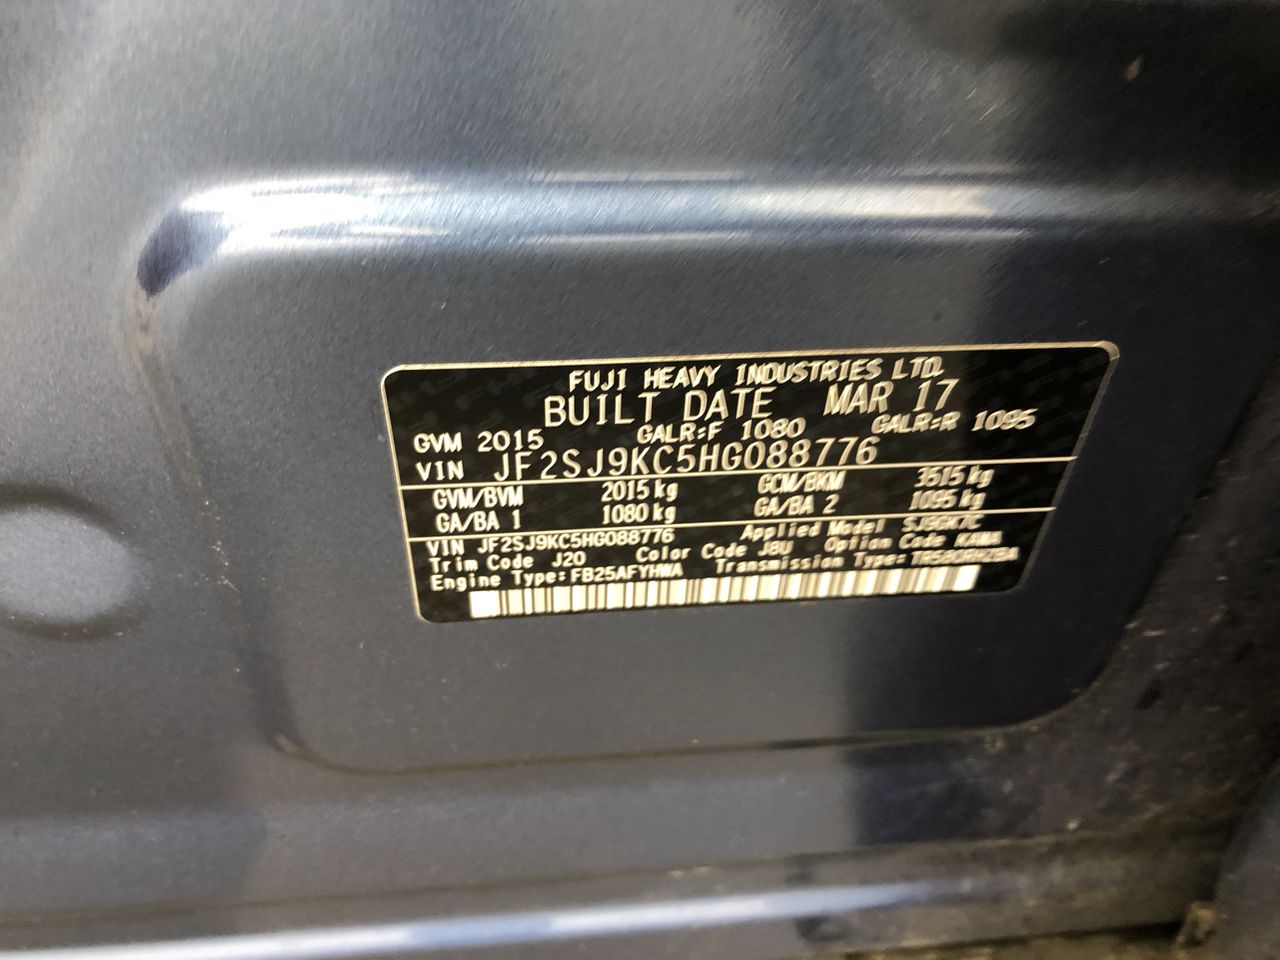 FUJI HEAVY INDUSTRIES LTD.
BUILT DATE MAR 17
GVM 2015 GALR:F 1080 GALR:R 1095
VIN JF2SJ9KC5HG088776
GVM/BVM 2015 kg GCM/BKM 3515 kg
GA/BA 1 1080 kg GA/BA 2 1095 kg
VIN JF2SJ9KC5HG088776 Applied Model SJ9GK7C
Trim Code J20 Color Code J8U Option Code KAWA
Engine Type: FB25AFYHWA Transmission Type: